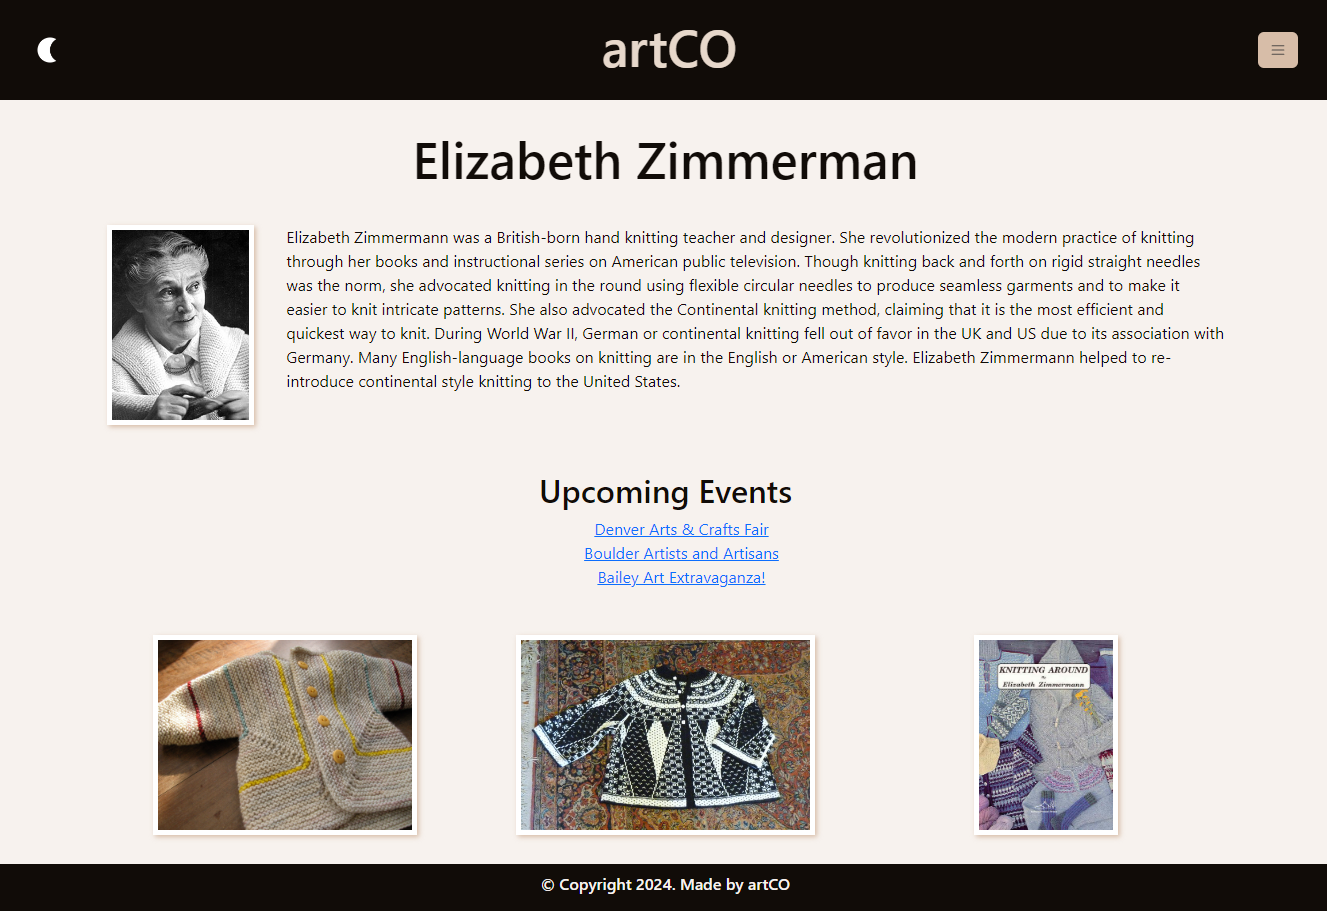 artCO
Elizabeth Zimmerman
Elizabeth Zimmermann was a British-born hand knitting teacher and designer. She revolutionized the modern practice of knitting
through her books and instructional series on American public television. Though knitting back and forth on rigid straight needles
was the norm, she advocated knitting in the round using flexible circular needles to produce seamless garments and to make it
easier to knit intricate patterns. She also advocated the Continental knitting method, claiming that it is the most efficient and
quickest way to knit. During World War II, German or continental knitting fell out of favor in the UK and US due to its association with
Germany. Many English-language books on knitting are in the English or American style. Elizabeth Zimmermann helped to re-
introduce continental style knitting to the United States.
Upcoming Events
Denver Arts & Crafts Fair
Boulder Artists and Artisans
Bailey Art Extravaganza!
KNITTING AROUND
by
Elizabeth Zimmermann
© Copyright 2024. Made by artCO